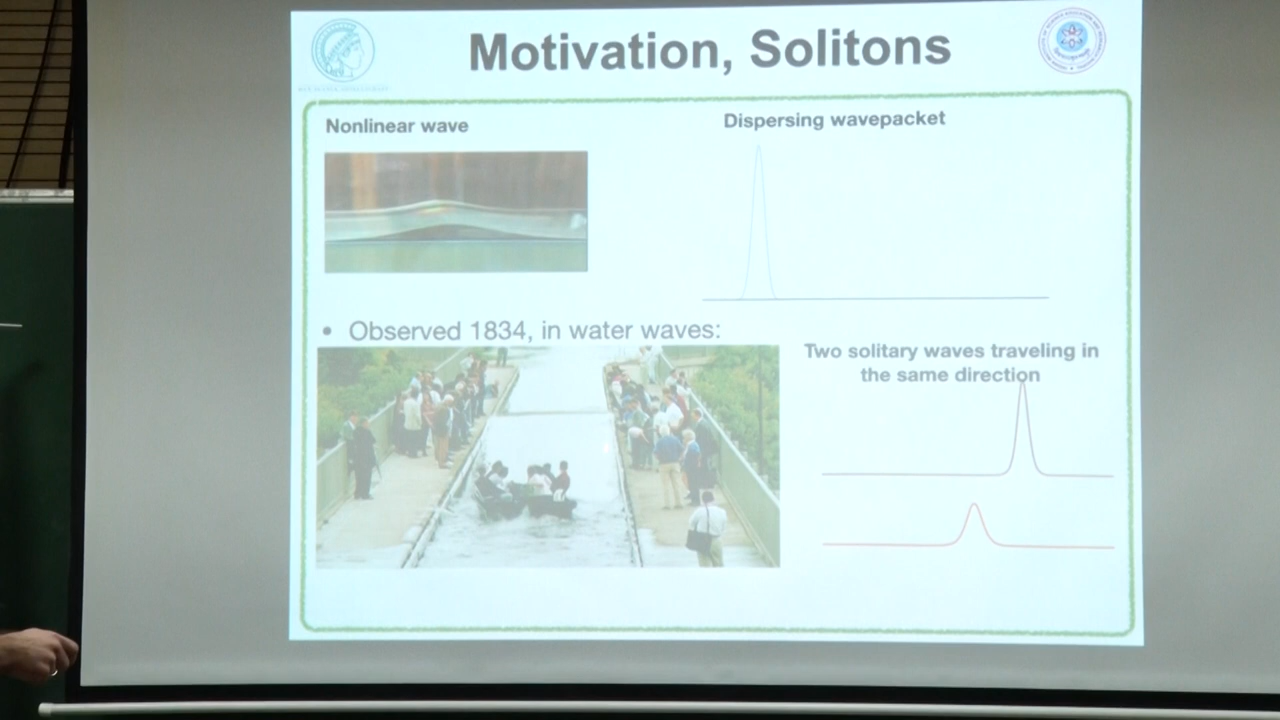 Motivation, Solitons
Nonlinear wave
Dispersing wavepacket
• Observed 1834, in water waves:
Two solitary waves traveling in
the same direction